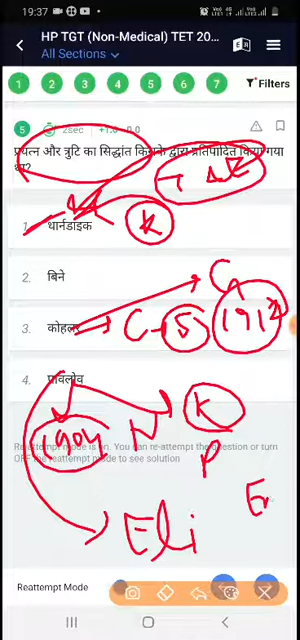 19:37
HP TGT (Non-Medical) TET 20...
All Sections
1 2 3 4 5 6 7 Filters
5 2sec +1.0 -0.0
प्रयत्न और त्रुटि का सिद्धांत किसके द्वारा प्रतिपादित किया गया
था?
T & E
1. थार्नडाइक
K
2. बिने
C
3. कोहलर
C S 1912
4. पावलोव
1904 N K
Reattempt mode is on. You can re-attempt the question or turn
OFF the reattempt mode to see solution
P
Eli
Reattempt Mode